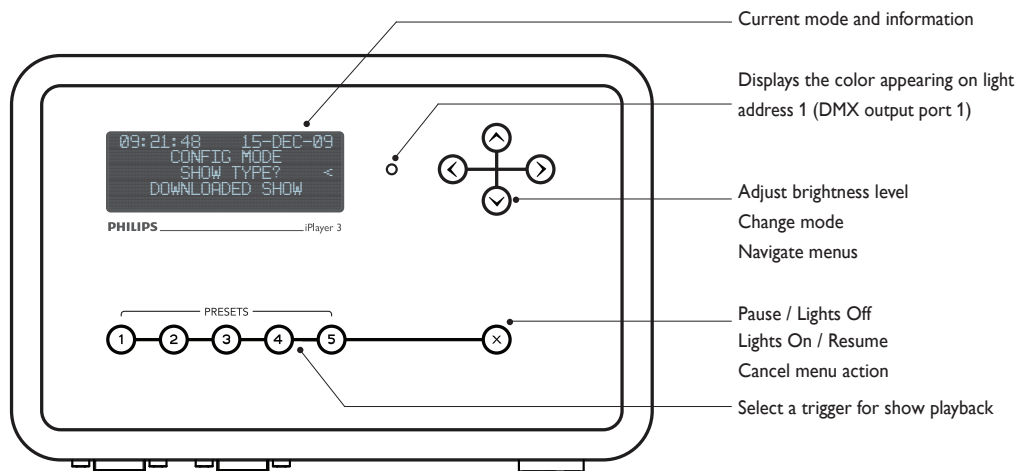 Current mode and information
Displays the color appearing on light
address 1 (DMX output port 1)
09:21:48 15-DEC-09
CONFIG MODE
SHOW TYPE? <
DOWNLOADED SHOW
PHILIPS iPlayer 3
Adjust brightness level
Change mode
Navigate menus
PRESETS
1 2 3 4 5 ×
Pause / Lights Off
Lights On / Resume
Cancel menu action
Select a trigger for show playback